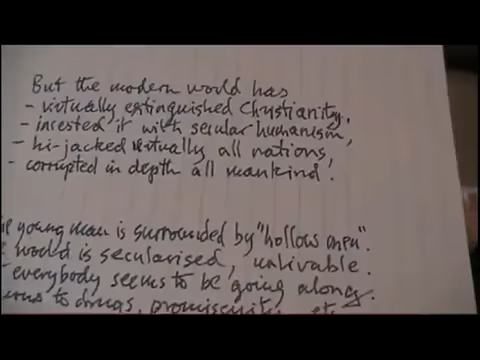 But the modern world has
- virtually extinguished Christianity,
- incested it with secular humanism,
- hi-jacked virtually all nations,
- corrupted in depth all mankind.
young man is surrounded by "hollow men".
world is secularised, unlivable.
everybody seems to be going along.
to drugs, promiscuity, etc